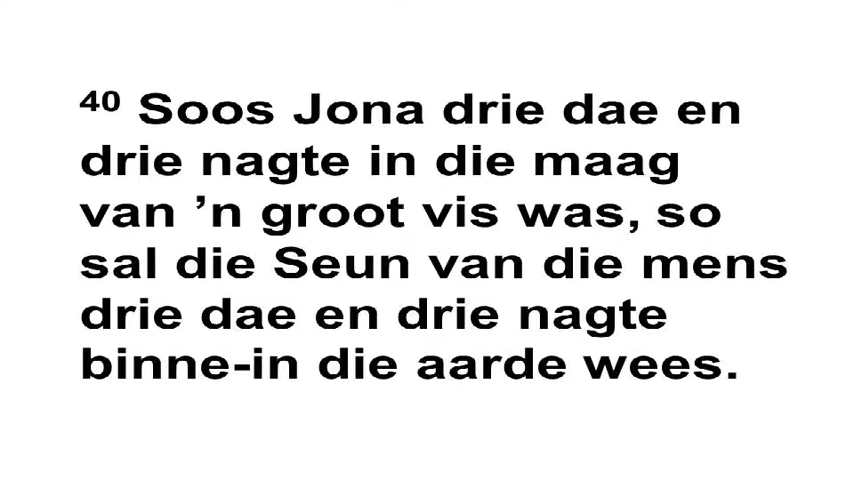 40 Soos Jona drie dae en
drie nagte in die maag
van ’n groot vis was, so
sal die Seun van die mens
drie dae en drie nagte
binne-in die aarde wees.